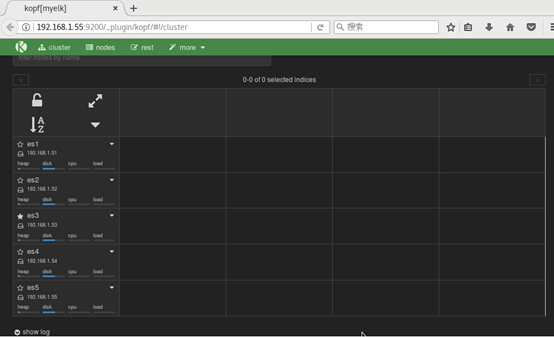 kopf[myelk]
192.168.1.55:9200/_plugin/kopf/#!/cluster
搜索
cluster
nodes
rest
more
filter nodes by name
0-0 of 0 selected indices
A
Z
es1
192.168.1.51
heap disk cpu load
es2
192.168.1.52
heap disk cpu load
es3
192.168.1.53
heap disk cpu load
es4
192.168.1.54
heap disk cpu load
es5
192.168.1.55
heap disk cpu load
show log